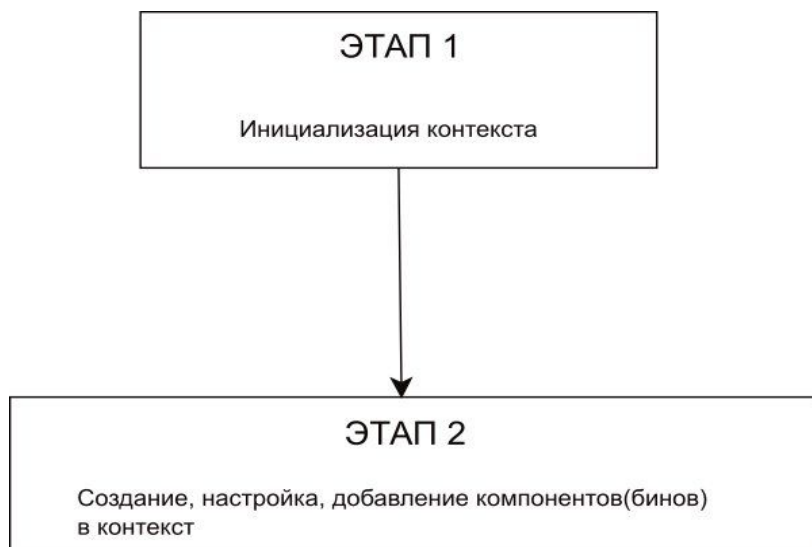 ЭТАП 1
Инициализация контекста
ЭТАП 2
Создание, настройка, добавление компонентов(бинов)
в контекст